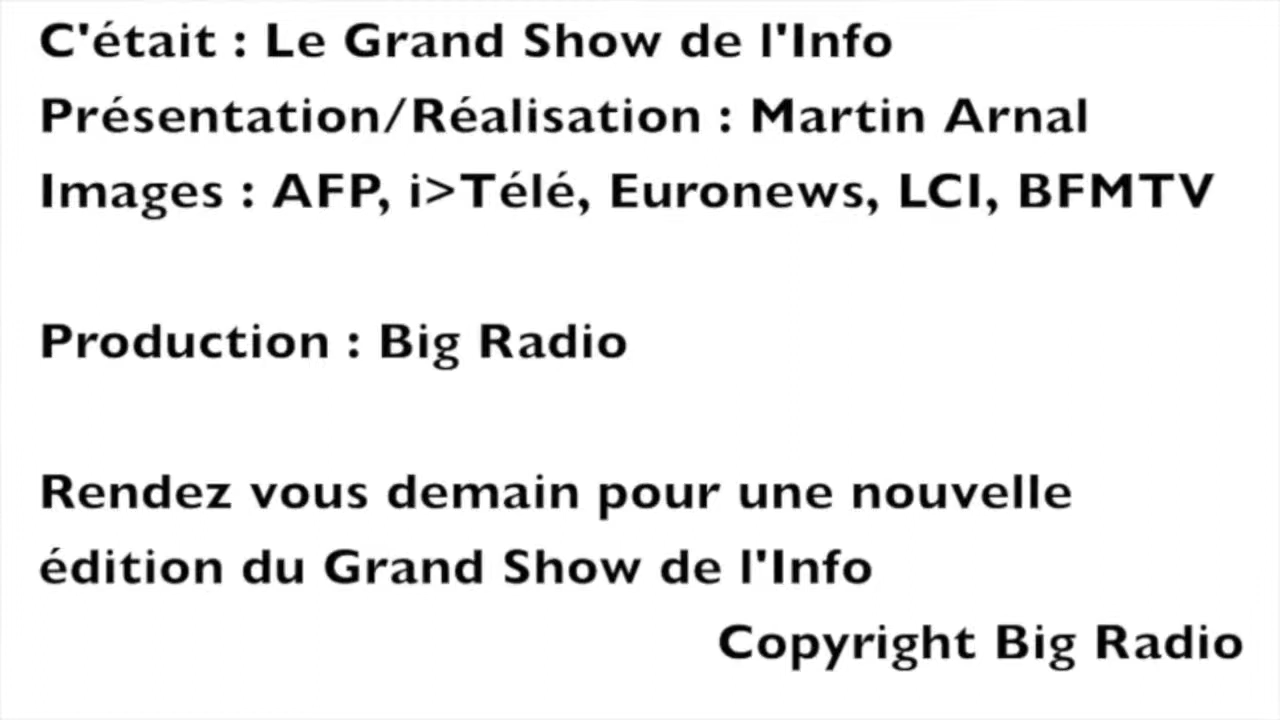 C'était : Le Grand Show de l'Info
Présentation/Réalisation : Martin Arnal
Images : AFP, i>Télé, Euronews, LCI, BFMTV
Production : Big Radio
Rendez vous demain pour une nouvelle
édition du Grand Show de l'Info
Copyright Big Radio